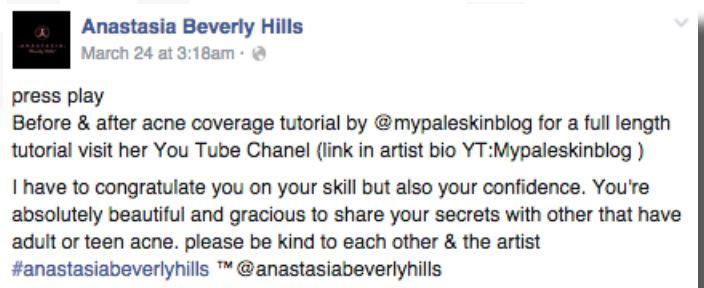 Anastasia Beverly Hills
March 24 at 3:18am ·
press play
Before & after acne coverage tutorial by @mypaleskinblog for a full length
tutorial visit her You Tube Chanel (link in artist bio YT:Mypaleskinblog )
I have to congratulate you on your skill but also your confidence. You're
absolutely beautiful and gracious to share your secrets with other that have
adult or teen acne. please be kind to each other & the artist
#anastasiabeverlyhills ™@anastasiabeverlyhills